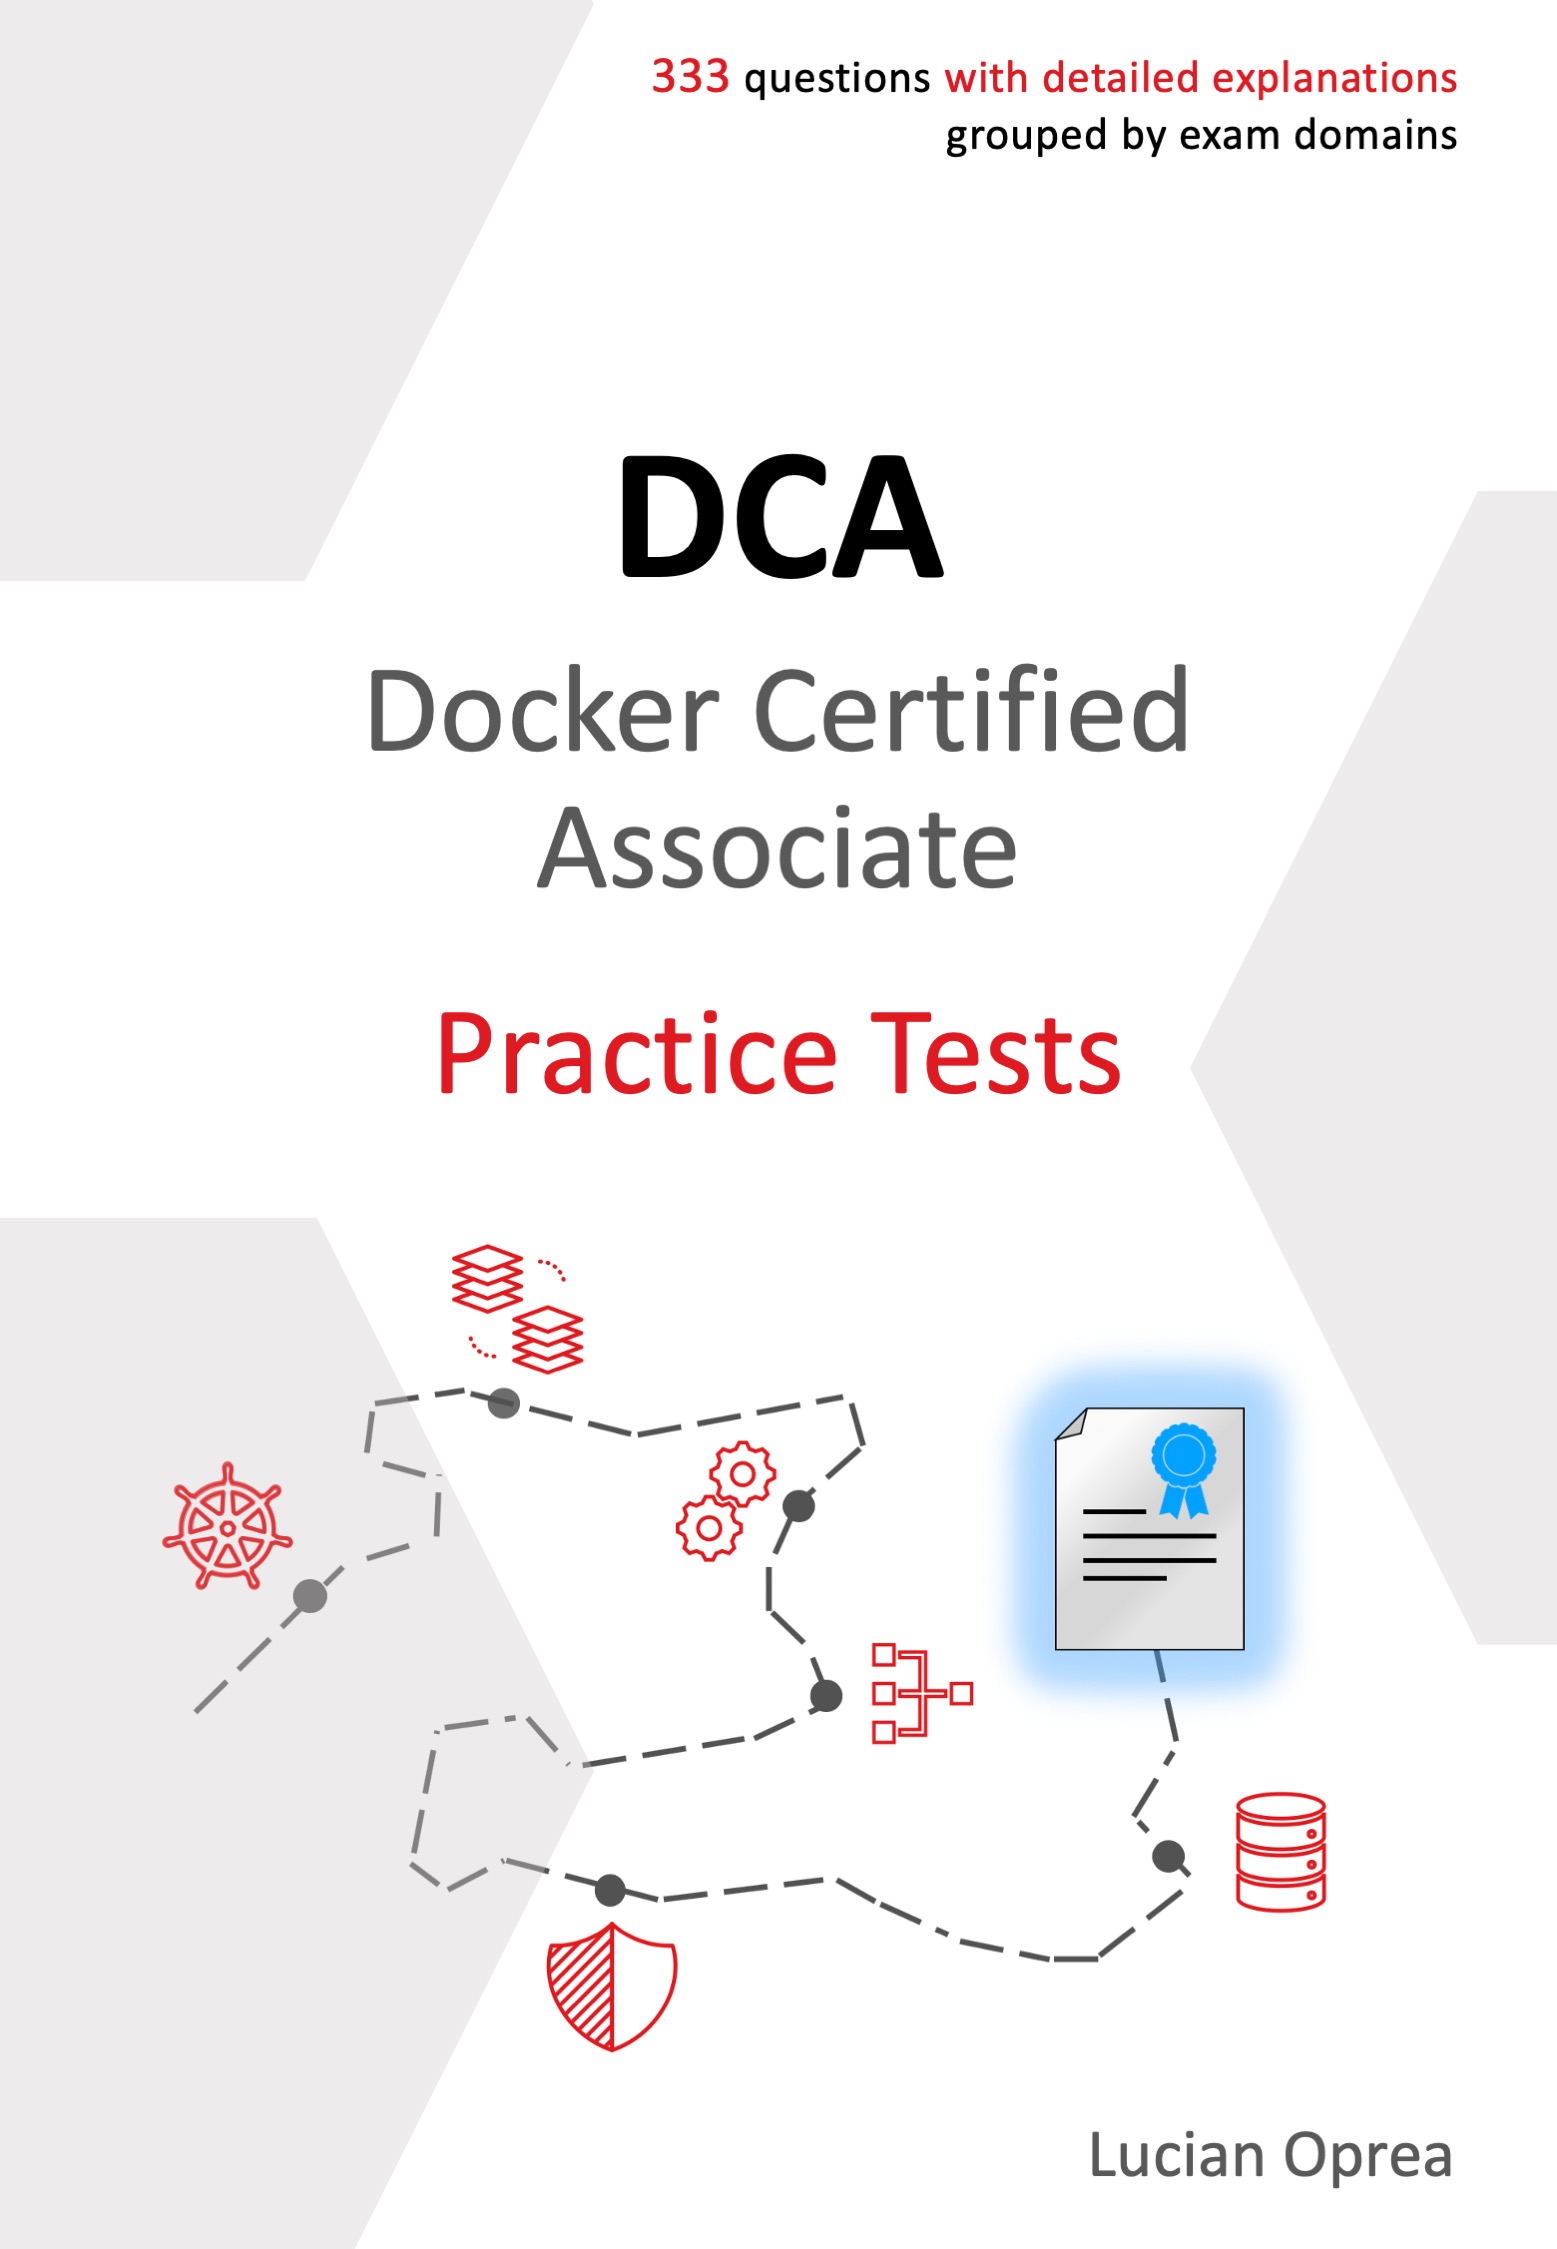 333 questions with detailed explanations
grouped by exam domains
DCA
Docker Certified
Associate
Practice Tests
Lucian Oprea